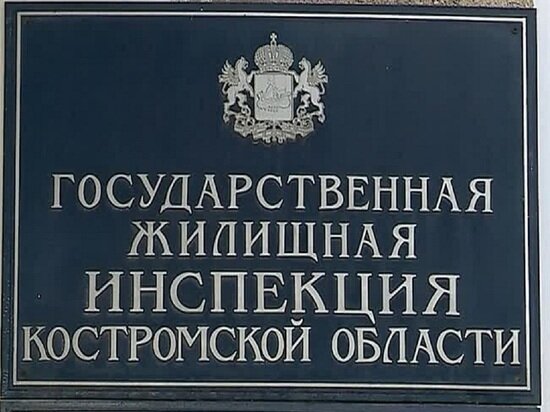 ГОСУДАРСТВЕННАЯ
ЖИЛИЩНАЯ
ИНСПЕКЦИЯ
КОСТРОМСКОЙ ОБЛАСТИ